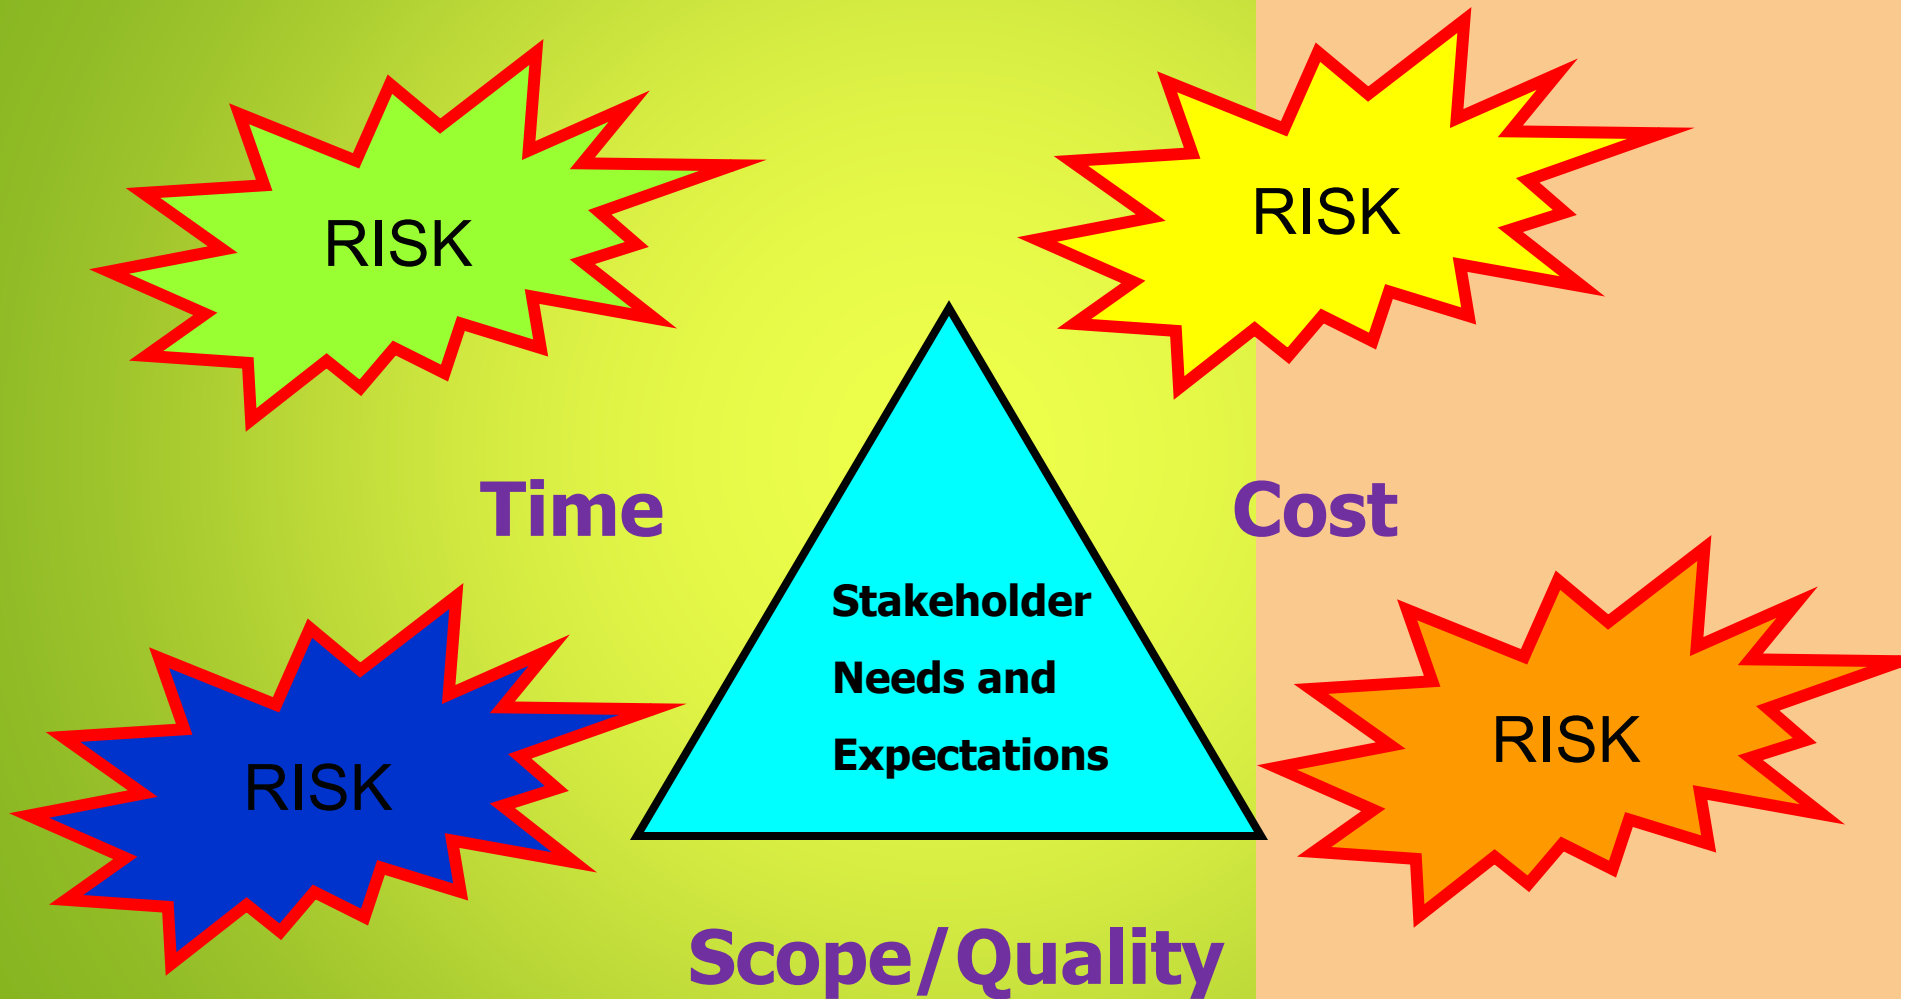 RISK
RISK
Time
Cost
Stakeholder
Needs and
Expectations
RISK
RISK
Scope/Quality